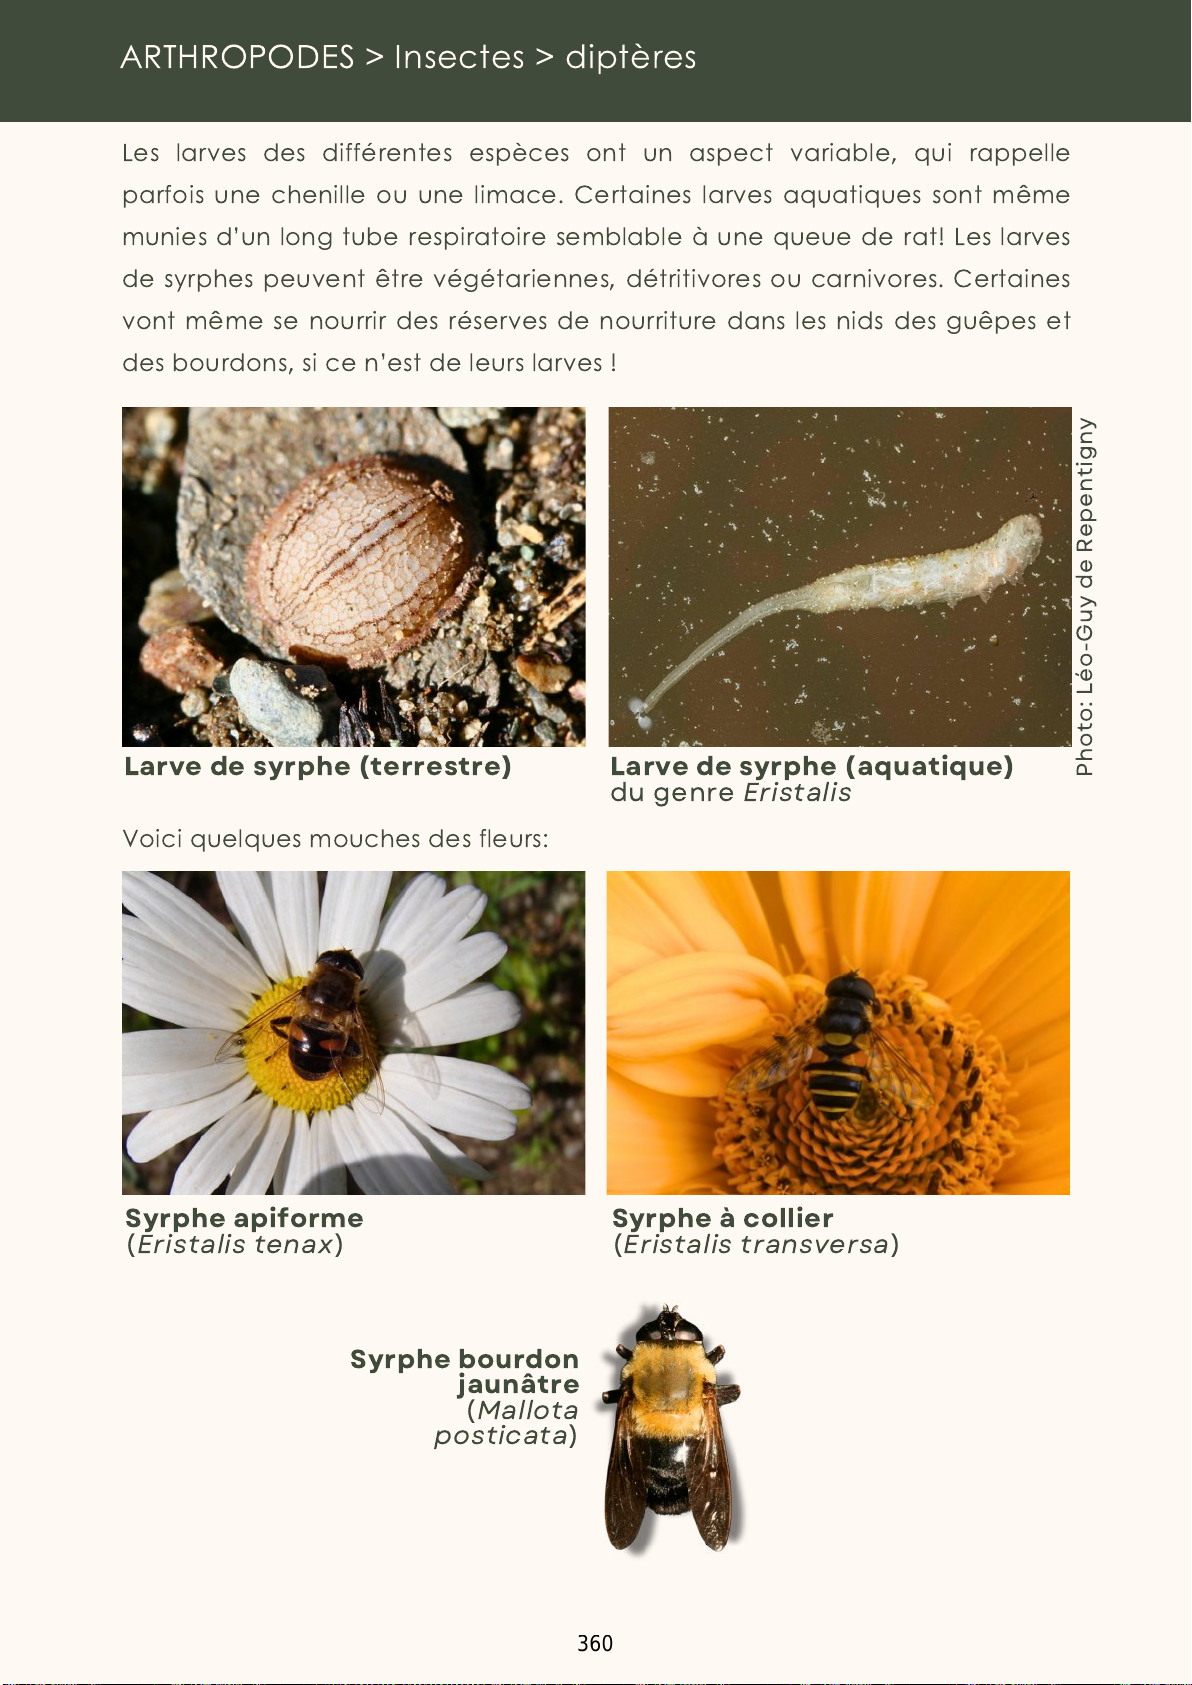 ARTHROPODES > Insectes > diptères
Les larves des différentes espèces ont un aspect variable, qui rappelle
parfois une chenille ou une limace. Certaines larves aquatiques sont même
munies d'un long tube respiratoire semblable à une queue de rat! Les larves
de syrphes peuvent être végétariennes, détritivores ou carnivores. Certaines
vont même se nourrir des réserves de nourriture dans les nids des guêpes et
des bourdons, si ce n'est de leurs larves !
Photo: Léo-Guy de Repentigny
Larve de syrphe (terrestre)
Larve de syrphe (aquatique)
du genre Eristalis
Voici quelques mouches des fleurs:
Syrphe apiforme
(Eristalis tenax)
Syrphe à collier
(Eristalis transversa)
Syrphe bourdon
jaunâtre
(Mallota
posticata)
360